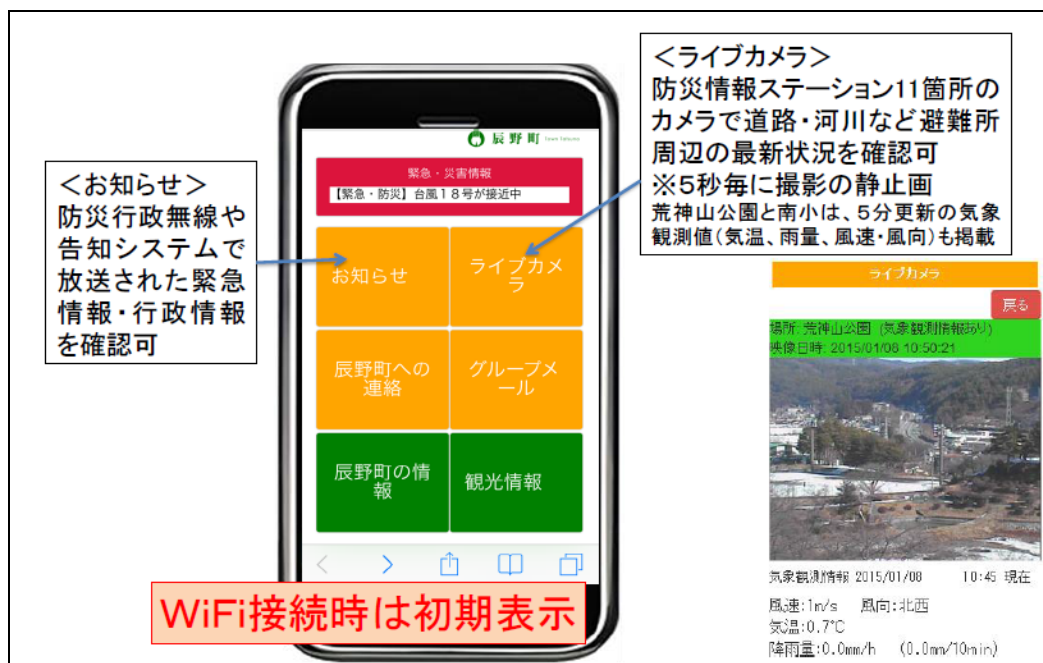 ＜ライブカメラ＞
防災情報ステーション11箇所の
カメラで道路・河川など避難所
周辺の最新状況を確認可
※５秒毎に撮影の静止画
荒神山公園と南小は、５分更新の気象
観測値（気温、雨量、風速・風向）も掲載
＜お知らせ＞
防災行政無線や
告知システムで
放送された緊急
情報・行政情報
を確認可
辰野町
緊急・災害情報
【緊急・防災】台風１８号が接近中
お知らせ
ライブカメ
ラ
辰野町への
連絡
グループメ
ール
辰野町の情
報
観光情報
WiFi接続時は初期表示
ライブカメラ
戻る
場所: 荒神山公園 (気象観測情報あり)
映像日時: 2015/01/08 10:50:21
気象観測情報 2015/01/08 10:45 現在
風速:1m/s 風向:北西
気温:0.7℃
降雨量:0.0mm/h (0.0mm/10min)